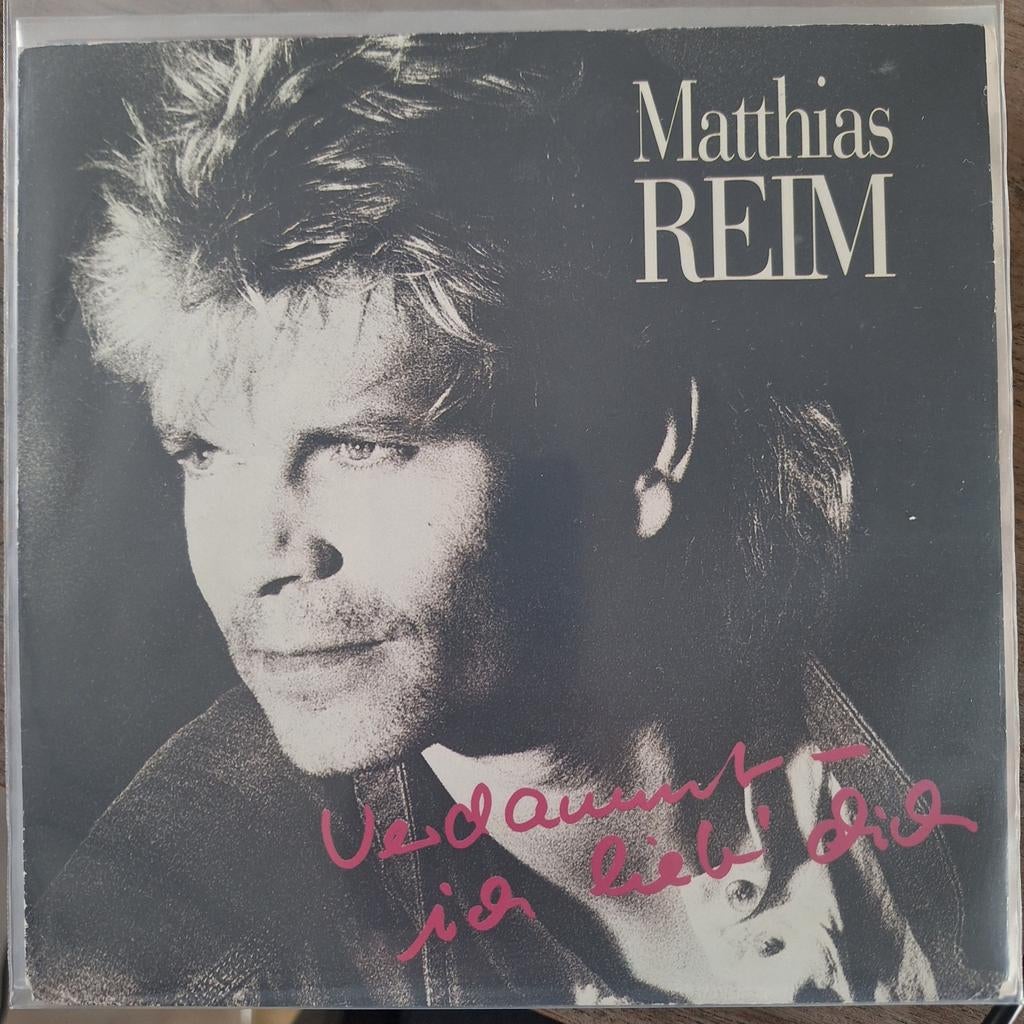 Matthias
REIM
Verdammt -
ich lieb' dich